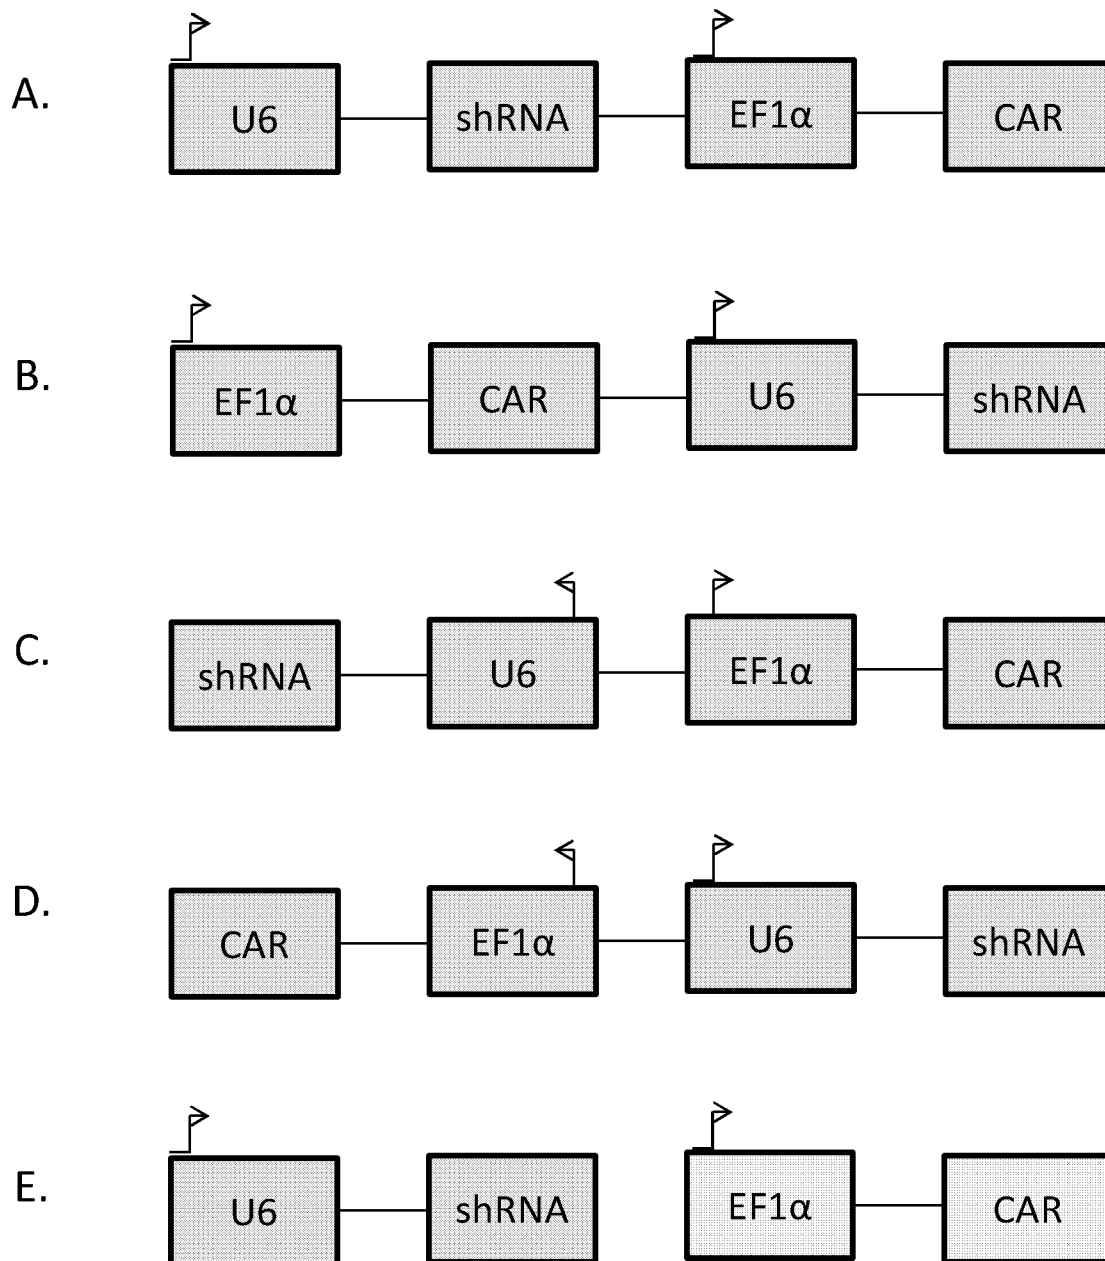 A. U6 shRNA EF1α CAR
B. EF1α CAR U6 shRNA
C. shRNA U6 EF1α CAR
D. CAR EF1α U6 shRNA
E. U6 shRNA EF1α CAR